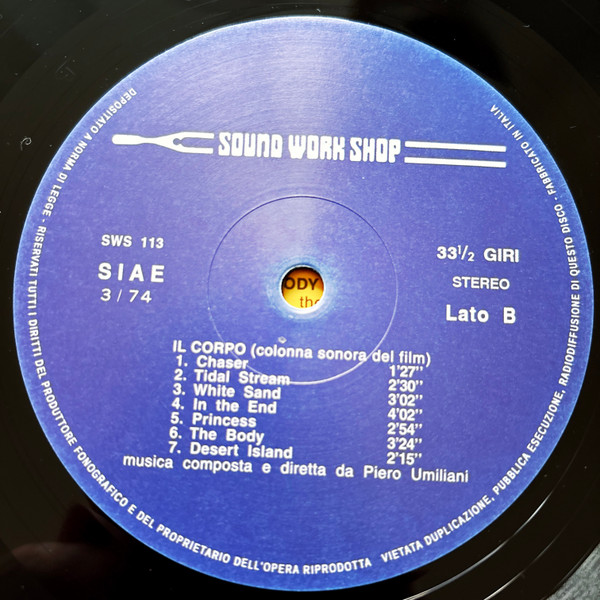 SOUND WORK SHOP
SWS 113
SIAE
3/74
33 1/2 GIRI
STEREO
Lato B
ODY
the
IL CORPO (colonna sonora del film)
1. Chaser 1'27"
2. Tidal Stream 2'30"
3. White Sand 3'02"
4. In the End 4'02"
5. Princess 2'54"
6. The Body 3'24"
7. Desert Island 2'15"
musica composta e diretta da Piero Umiliani
DEPOSITATO A NORMA DI LEGGE - RISERVATI TUTTI I DIRITTI DEL PRODUTTORE FONOGRAFICO E DEL PROPRIETARIO DELL'OPERA RIPRODOTTA VIETATA DUPLICAZIONE, PUBBLICA ESECUZIONE, RADIODIFFUSIONE DI QUESTO DISCO - FABBRICATO IN ITALIA